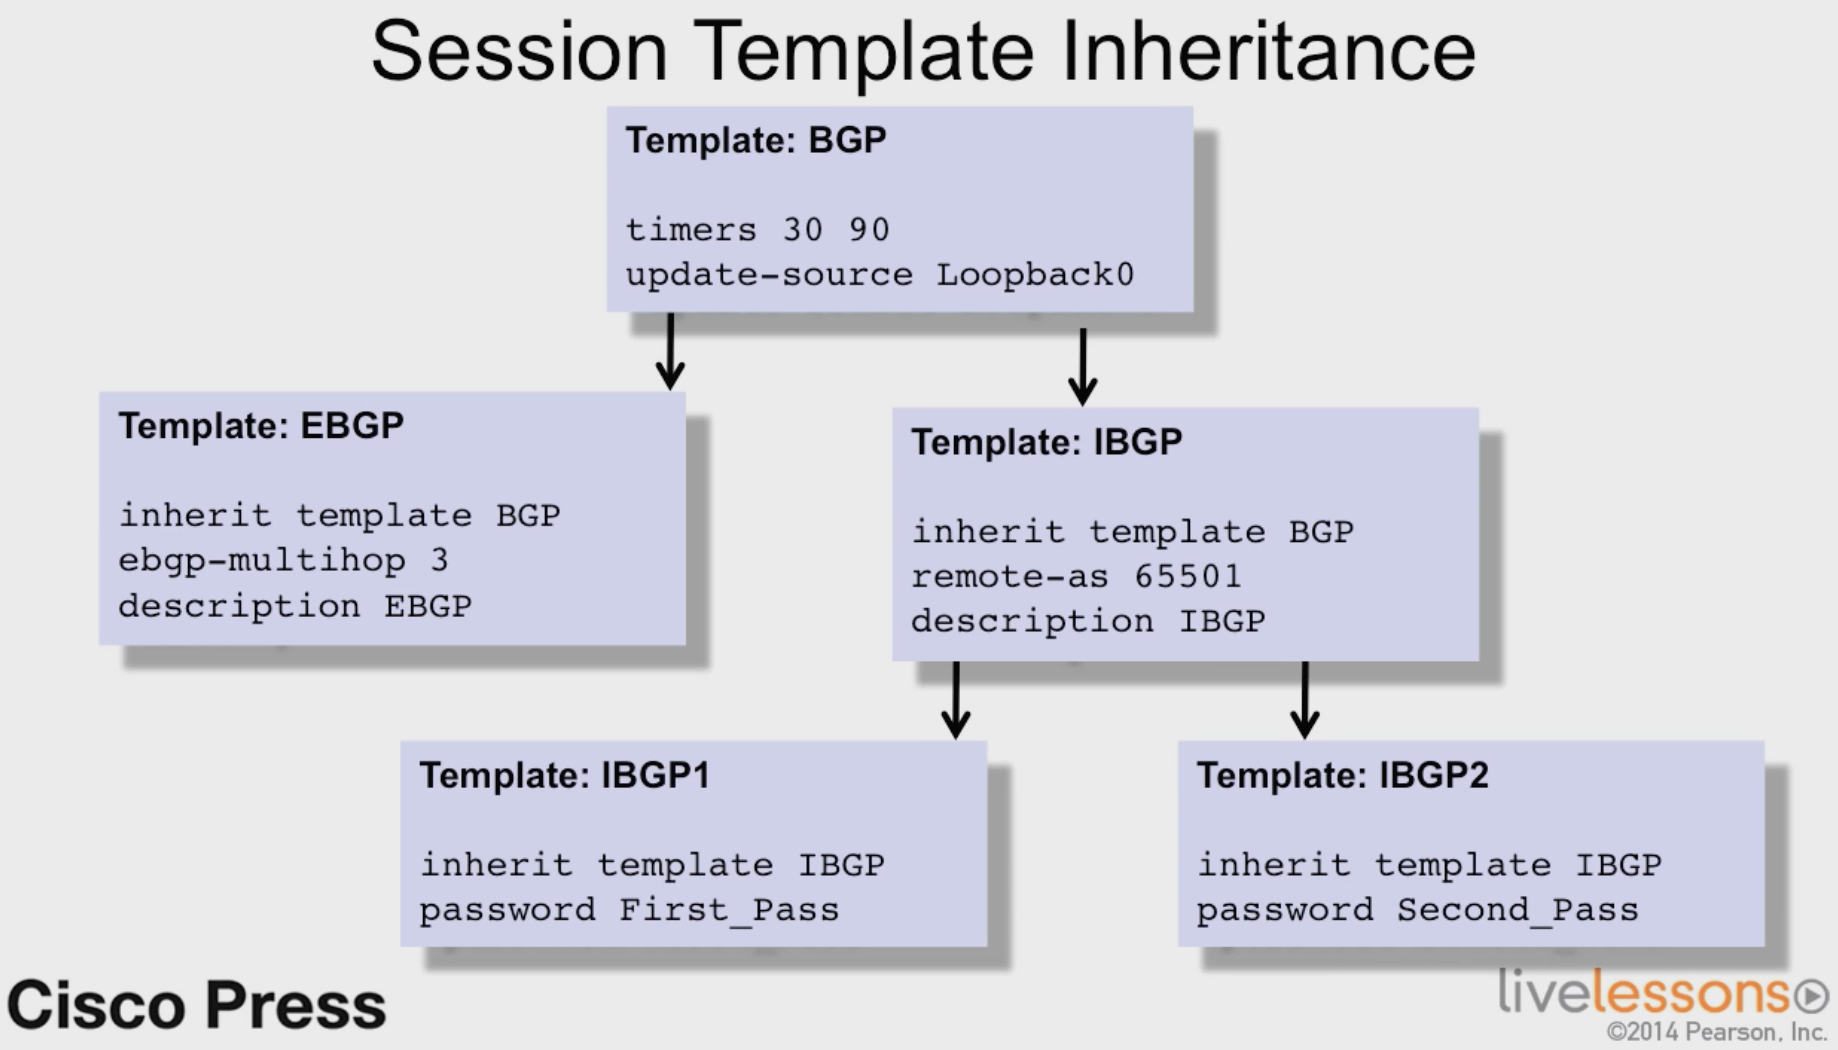 Session Template Inheritance
Template: BGP
timers 30 90
update-source Loopback0
Template: EBGP
inherit template BGP
ebgp-multihop 3
description EBGP
Template: IBGP
inherit template BGP
remote-as 65501
description IBGP
Template: IBGP1
inherit template IBGP
password First_Pass
Template: IBGP2
inherit template IBGP
password Second_Pass
Cisco Press
livelessons
©2014 Pearson, Inc.